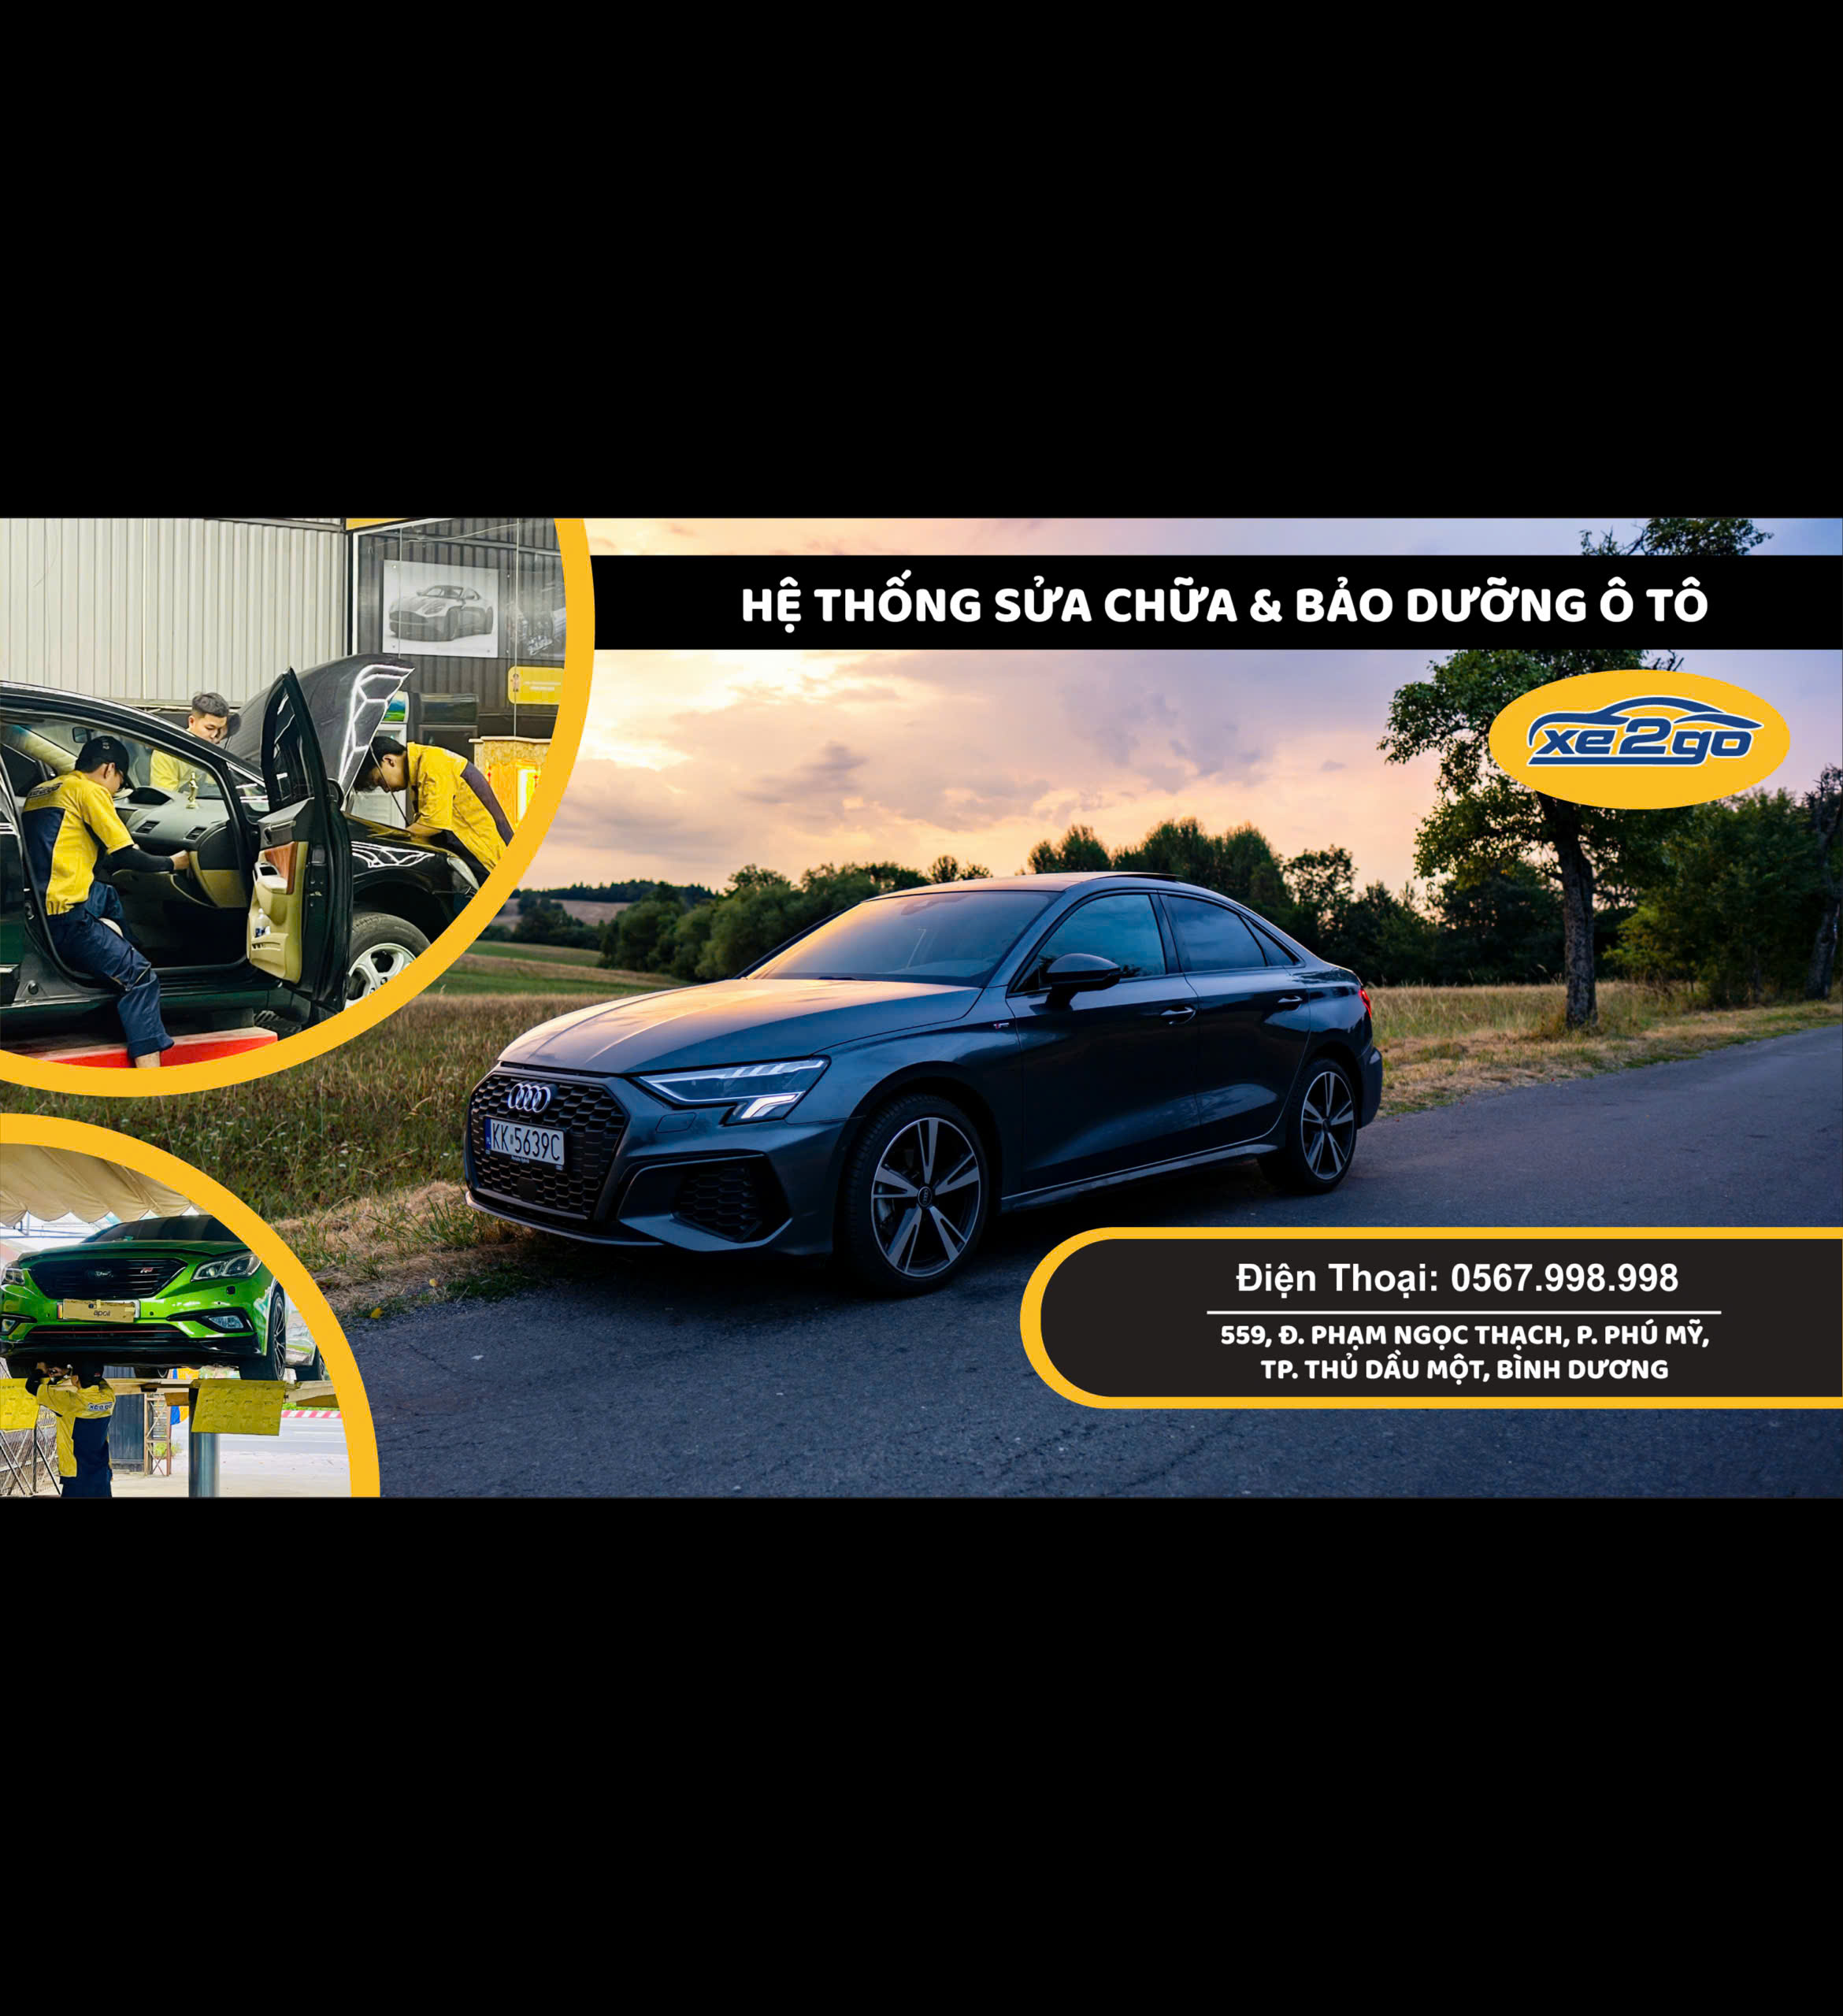 HỆ THỐNG SỬA CHỮA & BẢO DƯỠNG Ô TÔ
xe2go
KK 5639C
Điện Thoại: 0567.998.998
559, Đ. PHẠM NGỌC THẠCH, P. PHÚ MỸ,
TP. THỦ DẦU MỘT, BÌNH DƯƠNG